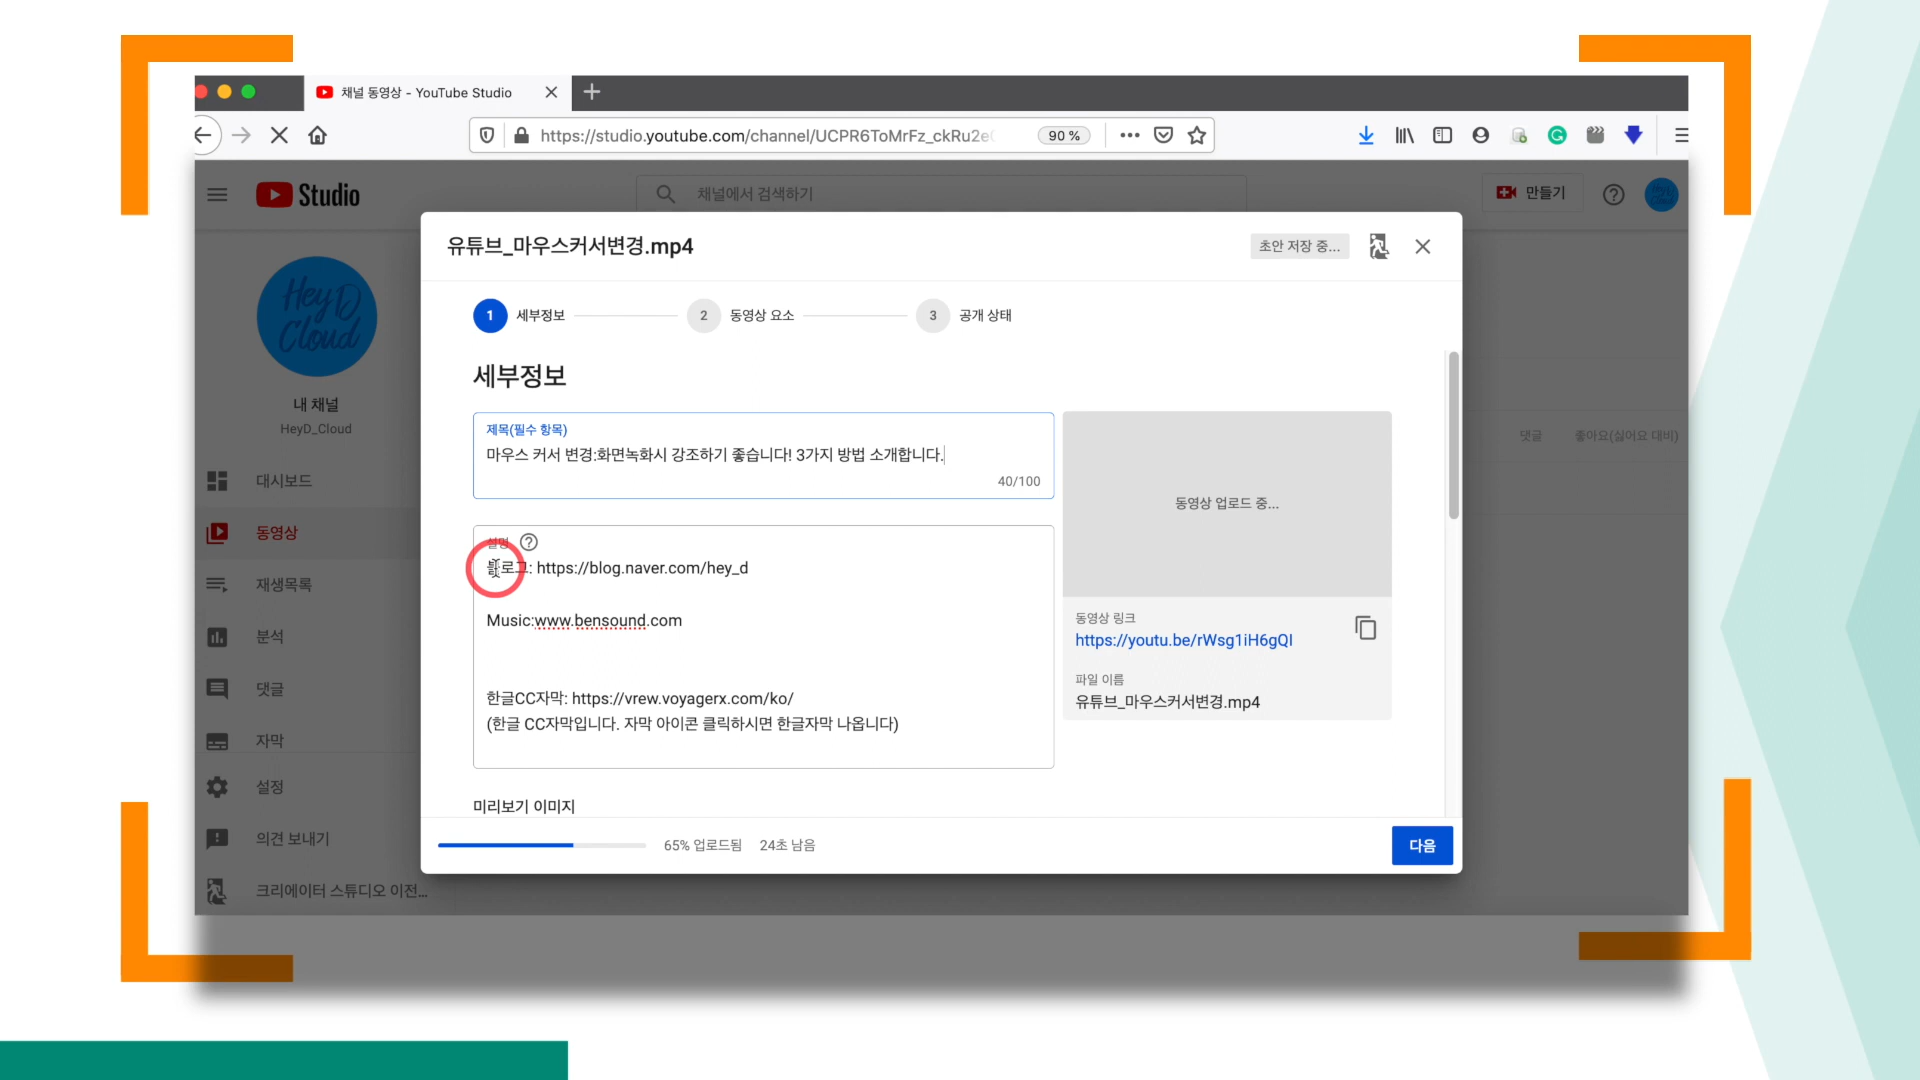 채널 동영상 - YouTube Studio
https://studio.youtube.com/channel/UCPR6ToMrFz_ckRu2e
90 %
Studio
채널에서 검색하기
만들기
유튜브_마우스커서변경.mp4
초안 저장 중...
1 세부정보
2 동영상 요소
3 공개 상태
HeyD
Cloud
내 채널
HeyD_Cloud
대시보드
동영상
재생목록
분석
댓글
자막
설정
의견 보내기
크리에이터 스튜디오 이전...
세부정보
제목(필수 항목)
마우스 커서 변경:화면녹화시 강조하기 좋습니다! 3가지 방법 소개합니다.
40/100
설명
블로그: https://blog.naver.com/hey_d
Music:www.bensound.com
한글CC자막: https://vrew.voyagerx.com/ko/
(한글 CC자막입니다. 자막 아이콘 클릭하시면 한글자막 나옵니다)
미리보기 이미지
동영상 업로드 중...
동영상 링크
https://youtu.be/rWsg1iH6gQI
파일 이름
유튜브_마우스커서변경.mp4
댓글
좋아요(싫어요 대비)
65% 업로드됨 24초 남음
다음